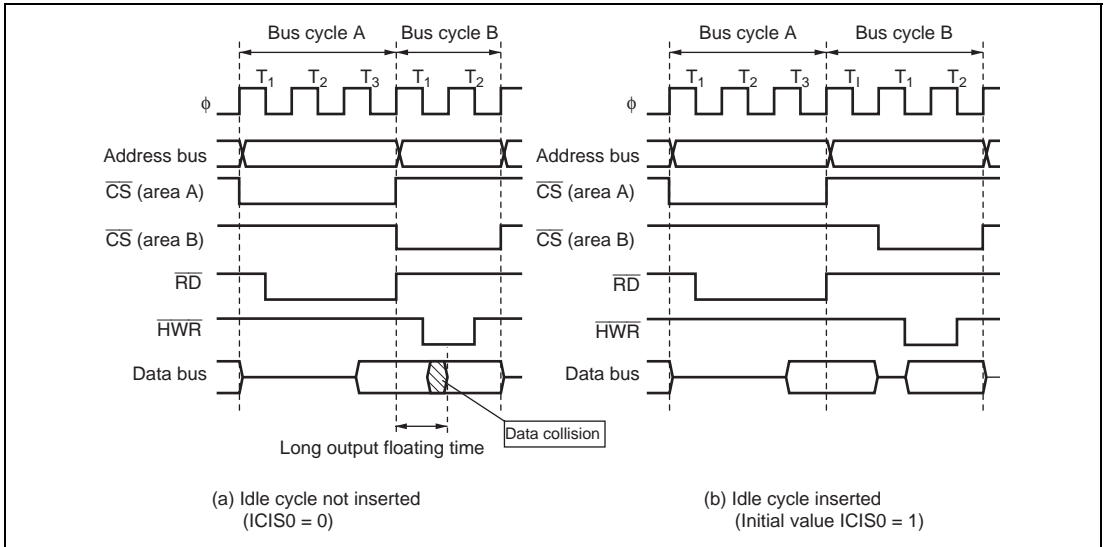 Bus cycle A Bus cycle B
T1 T2 T3 T1 T2
φ
Address bus
CS (area A)
CS (area B)
RD
HWR
Data bus
Data collision
Long output floating time
(a) Idle cycle not inserted
(ICIS0 = 0)
Bus cycle A Bus cycle B
T1 T2 T3 TI T1 T2
φ
Address bus
CS (area A)
CS (area B)
RD
HWR
Data bus
(b) Idle cycle inserted
(Initial value ICIS0 = 1)